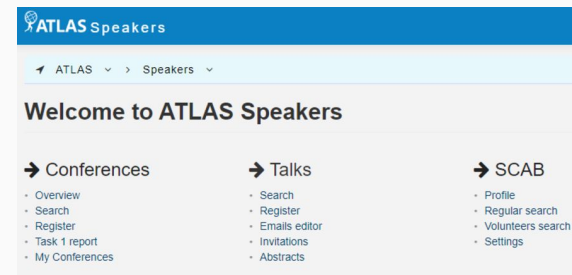 ATLAS Speakers
ATLAS > Speakers
Welcome to ATLAS Speakers
Conferences
Overview
Search
Register
Task 1 report
My Conferences
Talks
Search
Register
Emails editor
Invitations
Abstracts
SCAB
Profile
Regular search
Volunteers search
Settings